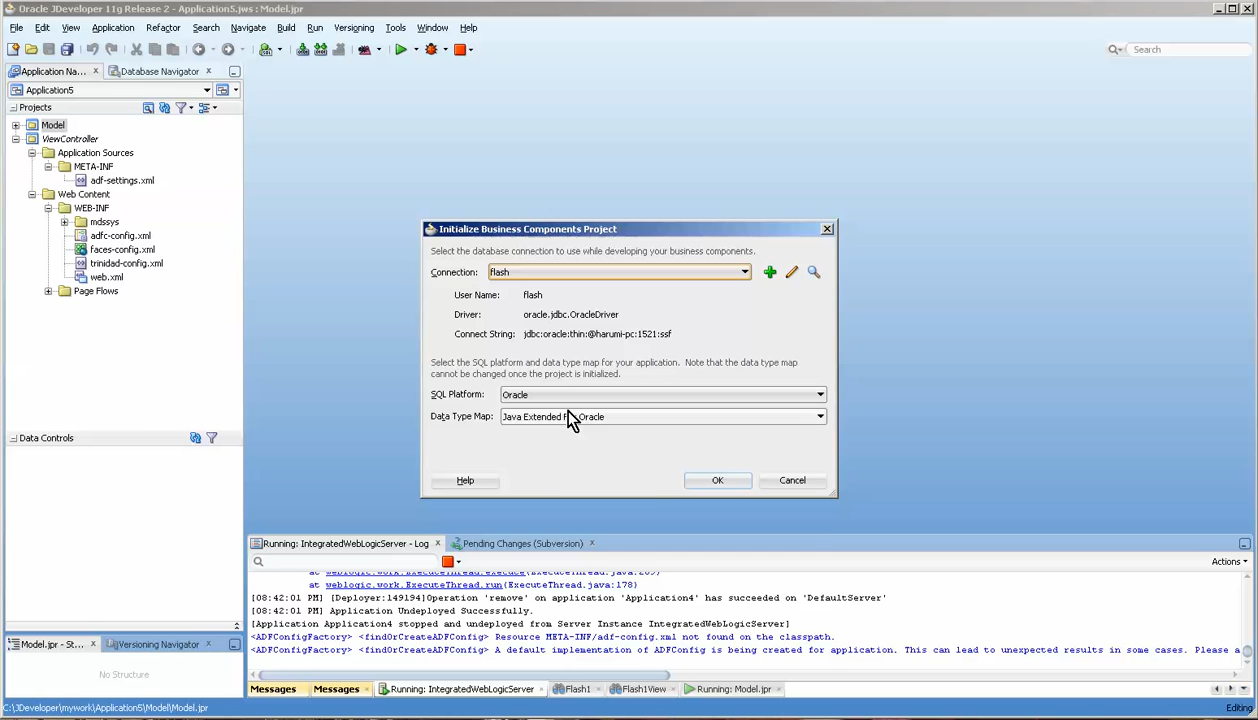 Oracle JDeveloper 11g Release 2 - Application5.jws : Model.jpr
File Edit View Application Refactor Search Navigate Build Run Versioning Tools Window Help
Search
Application Na... Database Navigator
Application5
Projects
Model
ViewController
Application Sources
META-INF
adf-settings.xml
Web Content
WEB-INF
mdssys
adfc-config.xml
faces-config.xml
trinidad-config.xml
web.xml
Page Flows
Data Controls
Initialize Business Components Project
Select the database connection to use while developing your business components.
Connection: flash
User Name: flash
Driver: oracle.jdbc.OracleDriver
Connect String: jdbc:oracle:thin:@harumi-pc:1521:ssf
Select the SQL platform and data type map for your application. Note that the data type map
cannot be changed once the project is initialized.
SQL Platform: Oracle
Data Type Map: Java Extended Oracle
Help OK Cancel
Running: IntegratedWebLogicServer - Log Pending Changes (Subversion)
Actions
at weblogic.work.ExecuteThread.execute(ExecuteThread.java:209)
at weblogic.work.ExecuteThread.run(ExecuteThread.java:178)
[08:42:01 PM] [Deployer:149194]Operation 'remove' on application 'Application4' has succeeded on 'DefaultServer'
[08:42:01 PM] Application Undeployed Successfully.
[Application Application4 stopped and undeployed from Server Instance IntegratedWebLogicServer]
<ADFConfigFactory> <findOrCreateADFConfig> Resource META-INF/adf-config.xml not found on the classpath.
<ADFConfigFactory> <findOrCreateADFConfig> A default implementation of ADFConfig is being created for application. This can lead to unexpected results in some cases. Please a
Model.jpr - St... Versioning Navigator
No Structure
Messages Messages Running: IntegratedWebLogicServer Flash1 Flash1View Running: Model.jpr
C:\JDeveloper\mywork\Application5\Model\Model.jpr
Editing